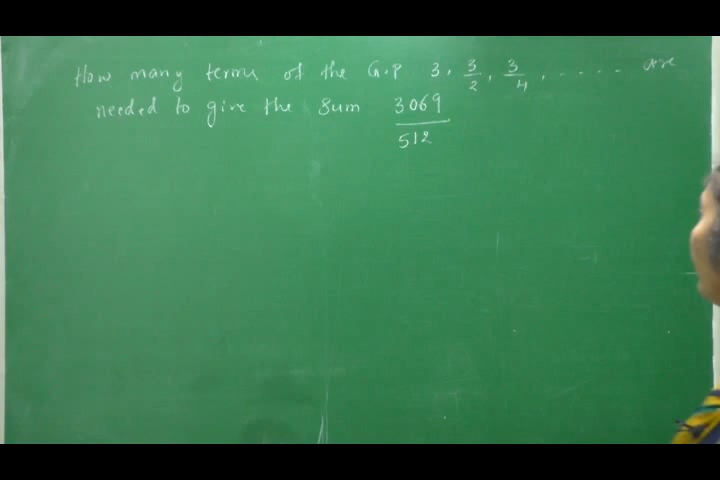 How many terms of the G.P 3, 3/2, 3/4, ..... are
needed to give the sum 3069/512